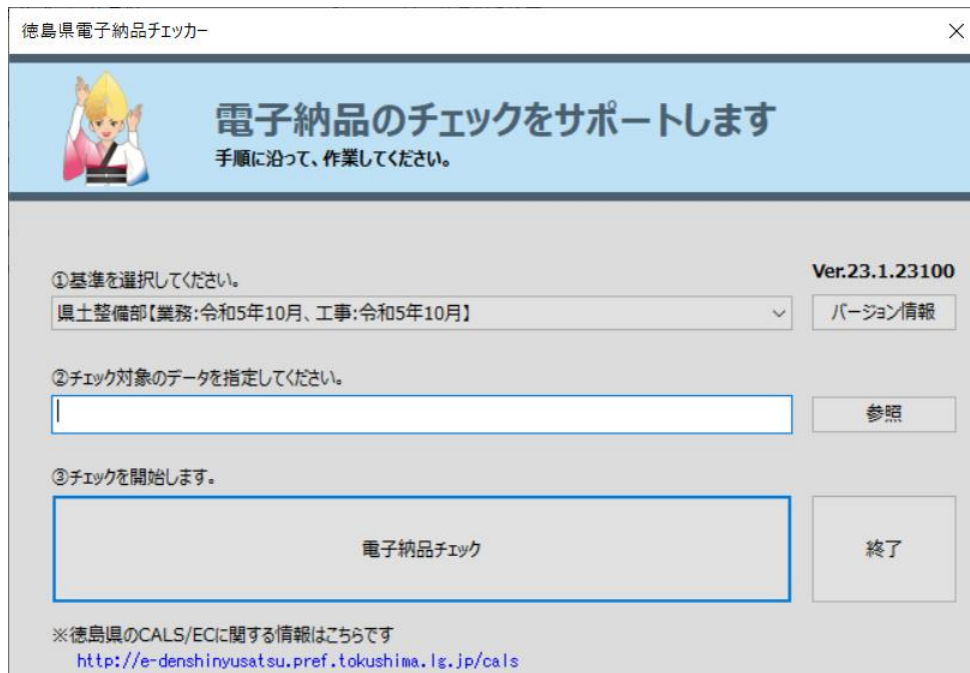 徳島県電子納品チェッカー
電子納品のチェックをサポートします
手順に沿って、作業してください。
Ver.23.1.23100
①基準を選択してください。
県土整備部【業務:令和5年10月、工事:令和5年10月】
バージョン情報
②チェック対象のデータを指定してください。
参照
③チェックを開始します。
電子納品チェック
終了
※徳島県のCALS/ECに関する情報はこちらです
http://e-denshinyusatsu.pref.tokushima.lg.jp/cals